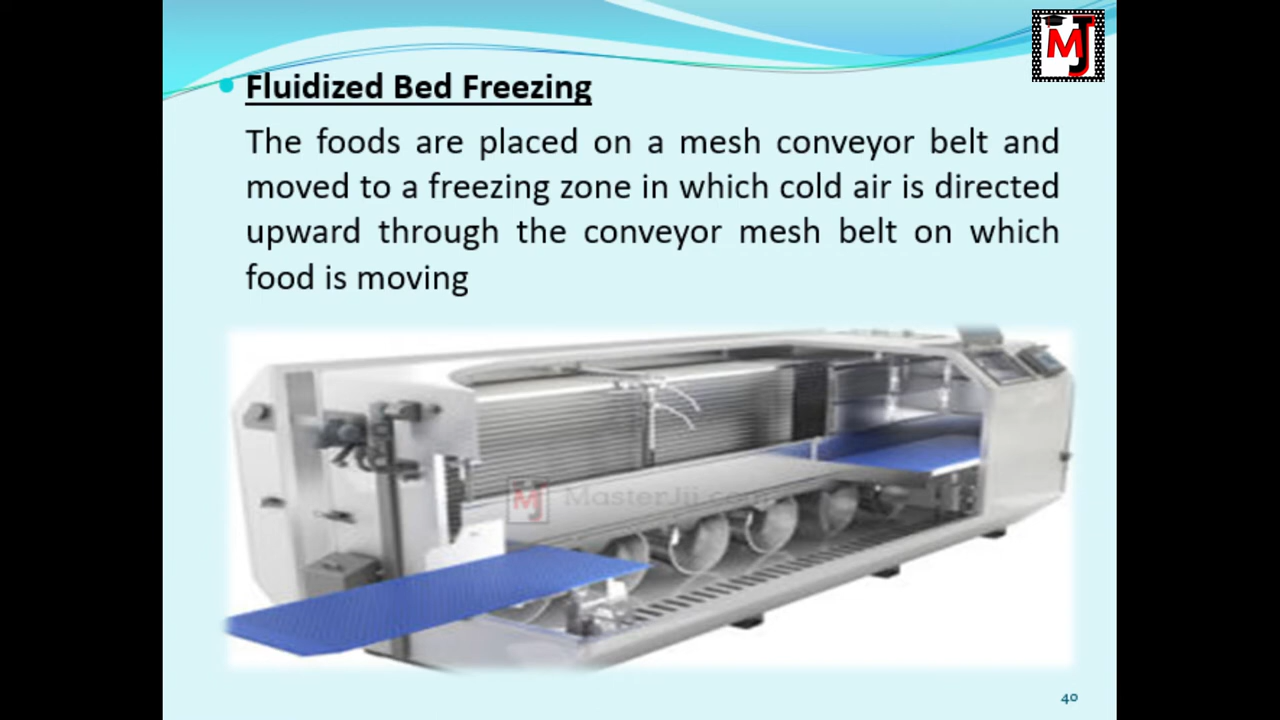 MJ
Fluidized Bed Freezing
The foods are placed on a mesh conveyor belt and
moved to a freezing zone in which cold air is directed
upward through the conveyor mesh belt on which
food is moving
MJ MasterJii.com
40